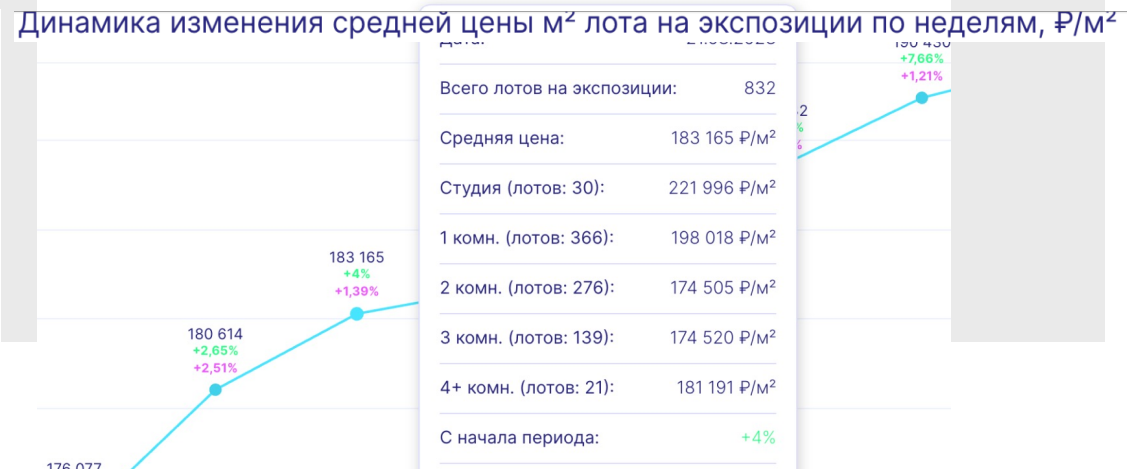 Динамика изменения средней цены м² лота на экспозиции по неделям, ₽/м²
190 430
+7,66%
+1,21%
Всего лотов на экспозиции: 832
Средняя цена: 183 165 ₽/м²
Студия (лотов: 30): 221 996 ₽/м²
1 комн. (лотов: 366): 198 018 ₽/м²
2 комн. (лотов: 276): 174 505 ₽/м²
3 комн. (лотов: 139): 174 520 ₽/м²
4+ комн. (лотов: 21): 181 191 ₽/м²
С начала периода: +4%
183 165
+4%
+1,39%
180 614
+2,65%
+2,51%
176 077